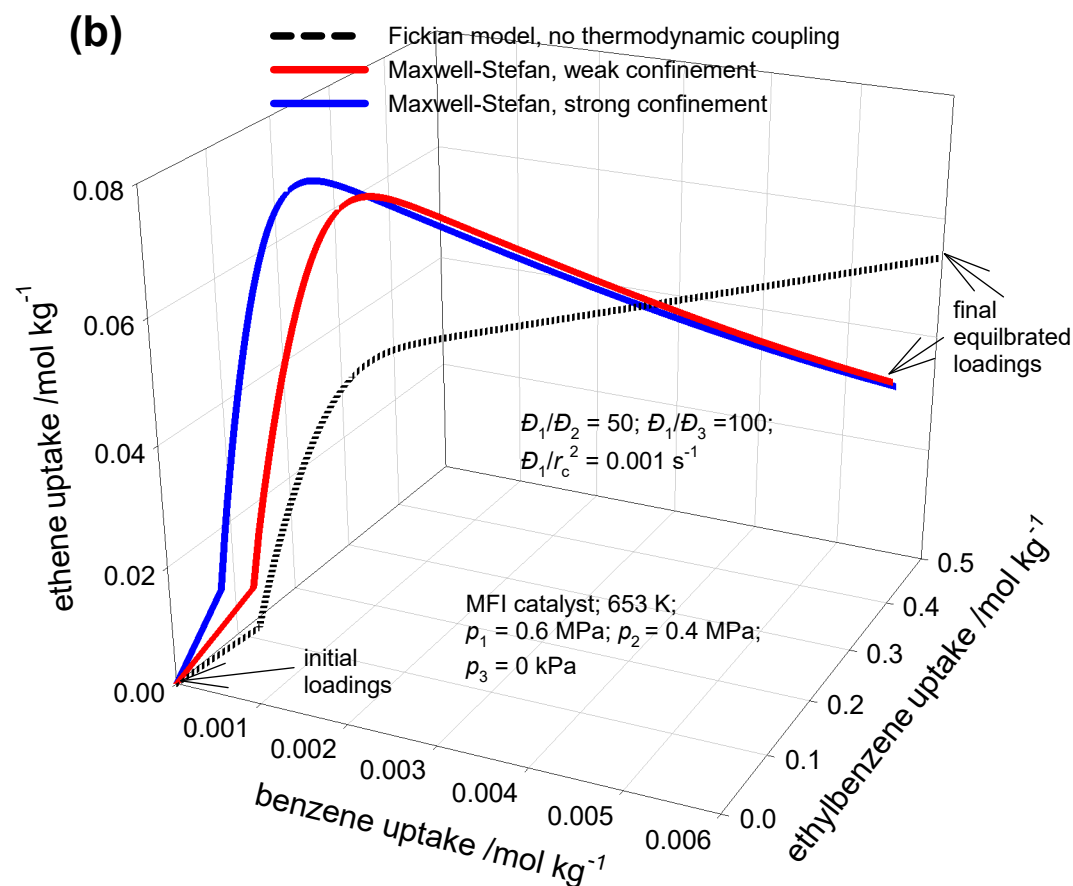 (b)
Fickian model, no thermodynamic coupling
Maxwell-Stefan, weak confinement
Maxwell-Stefan, strong confinement
0.08
0.06
0.04
0.02
0.00
ethene uptake /mol kg⁻¹
final
equilbrated
loadings
Đ₁/Đ₂ = 50; Đ₁/Đ₃ =100;
Đ₁/r_c² = 0.001 s⁻¹
MFI catalyst; 653 K;
p₁ = 0.6 MPa; p₂ = 0.4 MPa;
p₃ = 0 kPa
initial
loadings
0.001
0.002
0.003
0.004
0.005
0.006
benzene uptake /mol kg⁻¹
0.5
0.4
0.3
0.2
0.1
0.0
ethylbenzene uptake /mol kg⁻¹